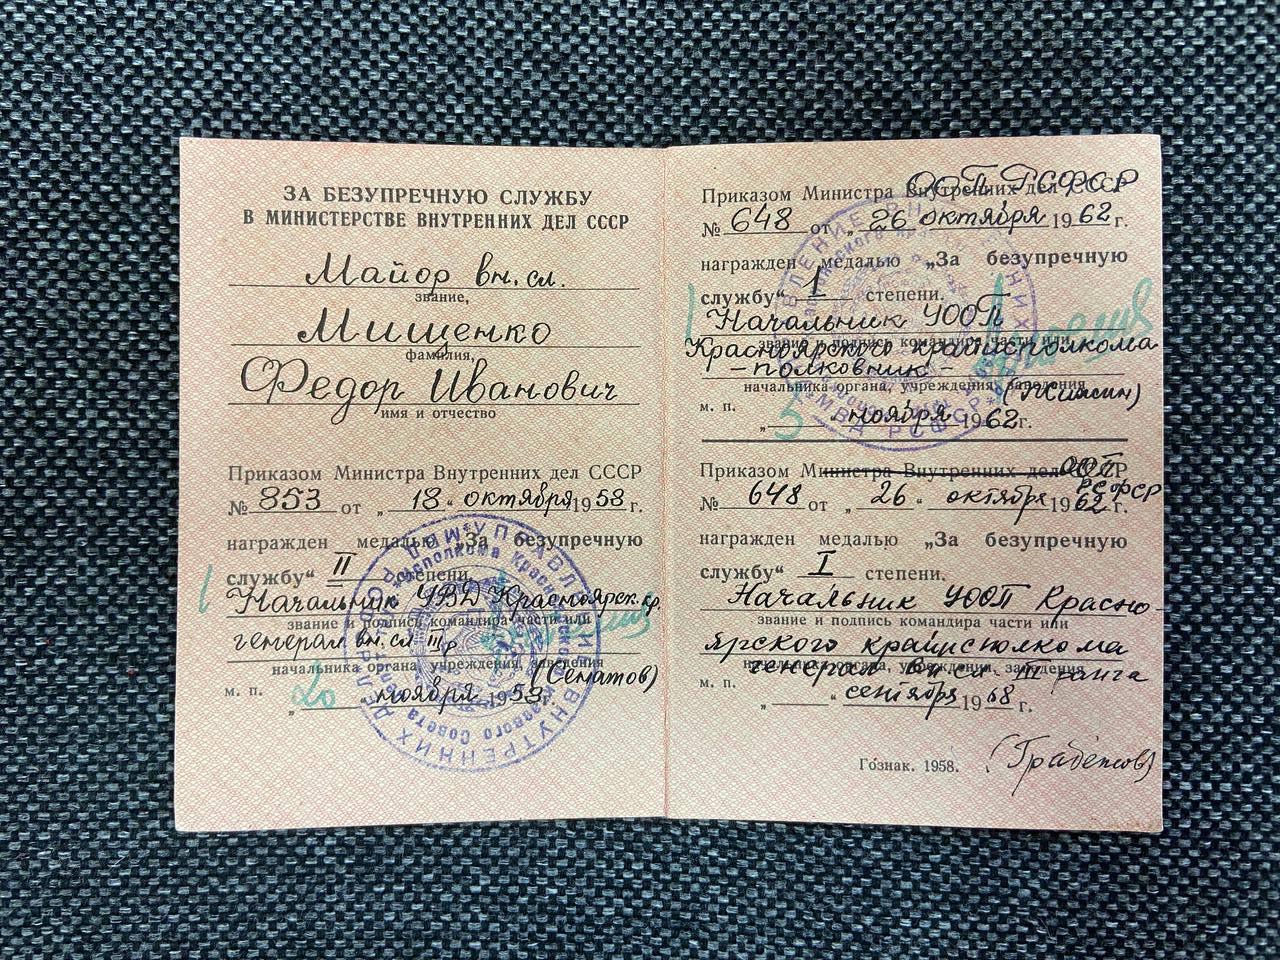 ЗА БЕЗУПРЕЧНУЮ СЛУЖБУ
В МИНИСТЕРСТВЕ ВНУТРЕННИХ ДЕЛ СССР
Майор вн. сл.
звание,
Мищенко
фамилия,
Федор Иванович
имя и отчество
Приказом Министра Внутренних дел СССР
№ 853 от „ 18 “ октября 1958 г.
награжден медалью „За безупречную
службу“ II степени.
Начальник УВД Красноярск. кр.
звание и подпись командира части или
генерал вн. сл III р
начальника органа, учреждения, заведения
(Сематов)
м. п.
„ 20 ноября 1958 г.
Приказом Министра Внутренних дел СССР
ООП РСФСР
№ 648 от „ 26 октября 1962 г.
награжден медалью „За безупречную
службу“ I степени.
Начальник УООП
звание и подпись командира части или
Красноярского крайисполкома
– полковник –
начальника органа, учреждения, заведения
м. п.
„ 5 ноября 1962 г.
Приказом Министра Внутренних дел СССР
ООП
РСФСР
№ 648 от „ 26 “ октября 1962 г.
награжден медалью „За безупречную
службу“ I степени.
Начальник УООП Красно-
звание и подпись командира части или
ярского крайисполкома
начальника органа, учреждения, заведения
генерал вн сл III ранга
м. п.
„ сентября 1968 г.
Гознак. 1958.